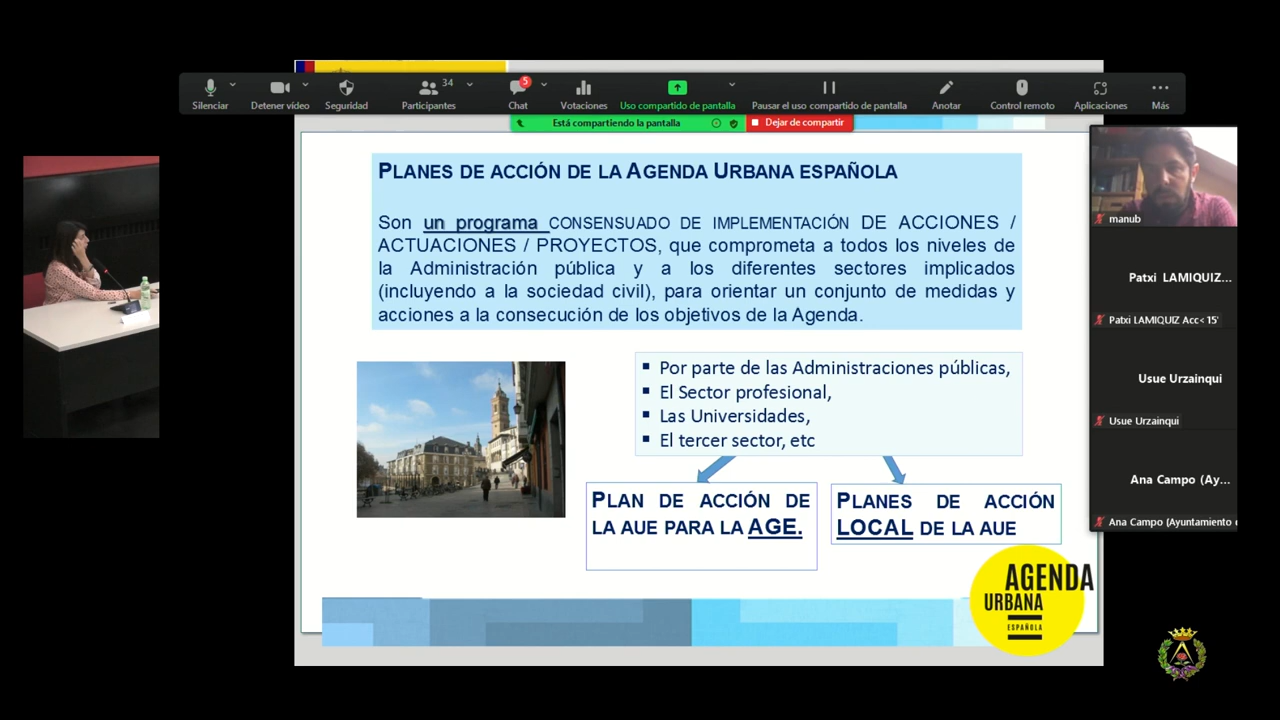 34
5
Silenciar
Detener vídeo
Seguridad
Participantes
Chat
Votaciones
Uso compartido de pantalla
Pausar el uso compartido de pantalla
Anotar
Control remoto
Aplicaciones
Más
Está compartiendo la pantalla
Dejar de compartir
PLANES DE ACCIÓN DE LA AGENDA URBANA ESPAÑOLA
Son un programa CONSENSUADO DE IMPLEMENTACIÓN DE ACCIONES /
ACTUACIONES / PROYECTOS, que comprometa a todos los niveles de
la Administración pública y a los diferentes sectores implicados
(incluyendo a la sociedad civil), para orientar un conjunto de medidas y
acciones a la consecución de los objetivos de la Agenda.
▪ Por parte de las Administraciones públicas,
▪ El Sector profesional,
▪ Las Universidades,
▪ El tercer sector, etc
PLAN DE ACCIÓN DE
LA AUE PARA LA AGE.
PLANES DE ACCIÓN
LOCAL DE LA AUE
AGENDA
URBANA
ESPAÑOLA
manub
Patxi LAMIQUIZ...
Patxi LAMIQUIZ Acc< 15'
Usue Urzainqui
Usue Urzainqui
Ana Campo (Ay...
Ana Campo (Ayuntamiento